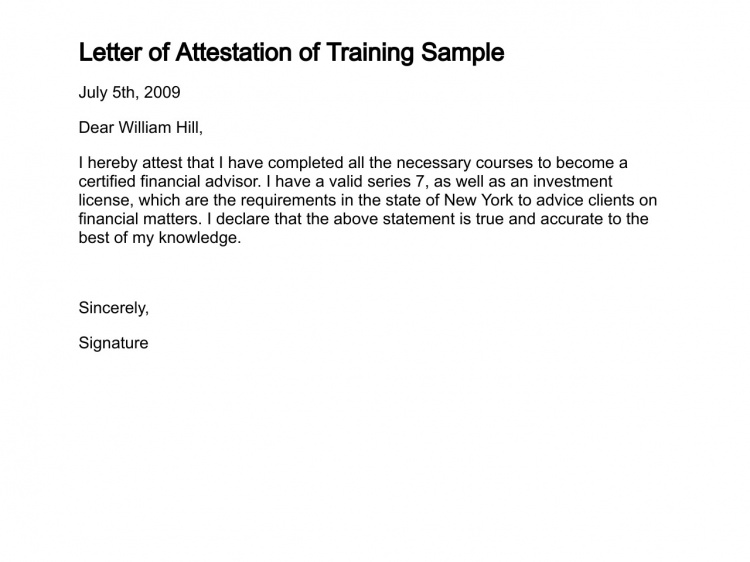 Letter of Attestation of Training Sample
July 5th, 2009
Dear William Hill,
I hereby attest that I have completed all the necessary courses to become a
certified financial advisor. I have a valid series 7, as well as an investment
license, which are the requirements in the state of New York to advice clients on
financial matters. I declare that the above statement is true and accurate to the
best of my knowledge.
Sincerely,
Signature